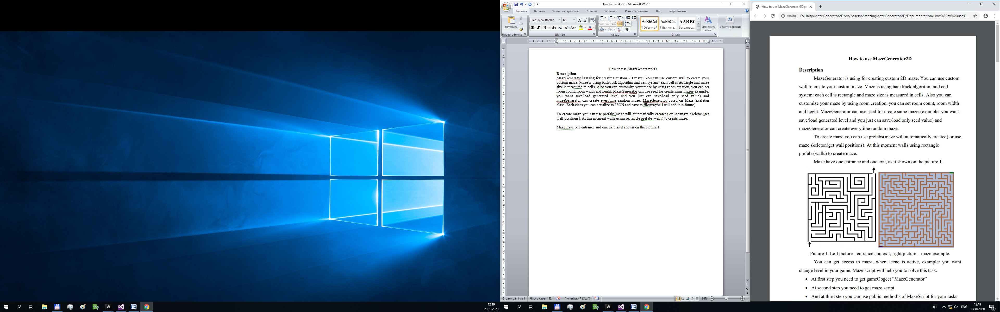 How to use.docx - Microsoft Word
Главная Вставка Разметка страницы Ссылки Рассылки Рецензирование Вид Разработчик
Вставить
Times New Roman 12
Ж К Ч abc x₂ x² Aa
AaBbCcI AaBbCcI AABBC
¶ Обычный ¶ Без инте... Заголово...
Изменить стили
Редактирование
Буфер обмена Шрифт Абзац Стили
How to use MazeGenerator2D
Description
MazeGenerator is using for creating custom 2D maze. You can use custom wall to create your
custom maze. Maze is using backtrack algorithm and cell system: each cell is rectangle and maze
size is measured in cells. Also you can customize your maze by using room creation, you can set
room count, room width and heght. MazeGenerator can use seed for create same mazes(example:
you want save/load generated level and you just can save/load only seed value) and
mazeGenerator can create everytime random maze. MazeGenerator based on Maze Skeleton
class. Each class you can serialize to JSON and save to file(maybe I will add it in future).
To create maze you can use prefabs(maze will automatically created) or use maze skeleton(get
wall positions). At this moment walls using rectangle prefabs(walls) to create maze.
Maze have one entrance and one exit, as it shown on the picture 1.
Страница: 1 из 1 Число слов: 152 Английский (США) 94%
How to use MazeGenerator2D.p
Файл E:/Unity/MazeGenerator2Dpro/Assets/AmazingMazeGenerator2D/Documentation/How%20to%20use%...
How to use MazeGenerator2D
Description
MazeGenerator is using for creating custom 2D maze. You can use custom
wall to create your custom maze. Maze is using backtrack algorithm and cell
system: each cell is rectangle and maze size is measured in cells. Also you can
customize your maze by using room creation, you can set room count, room width
and heght. MazeGenerator can use seed for create same mazes(example: you want
save/load generated level and you just can save/load only seed value) and
mazeGenerator can create everytime random maze.
To create maze you can use prefabs(maze will automatically created) or use
maze skeleton(get wall positions). At this moment walls using rectangle
prefabs(walls) to create maze.
Maze have one entrance and one exit, as it shown on the picture 1.
Picture 1. Left picture - entrance and exit, right picture – maze example.
You can get access to maze, when scene is active, example: you want
change level in your game. Maze script will help you to solve this task.
• At first step you need to get gameObgect “MazeGenerator”
• At second step you need to get maze script
• And at third step you can use public method’s of MazeScript for your tasks.
12:19
23.10.2020
ENG
12:19
23.10.2020
4